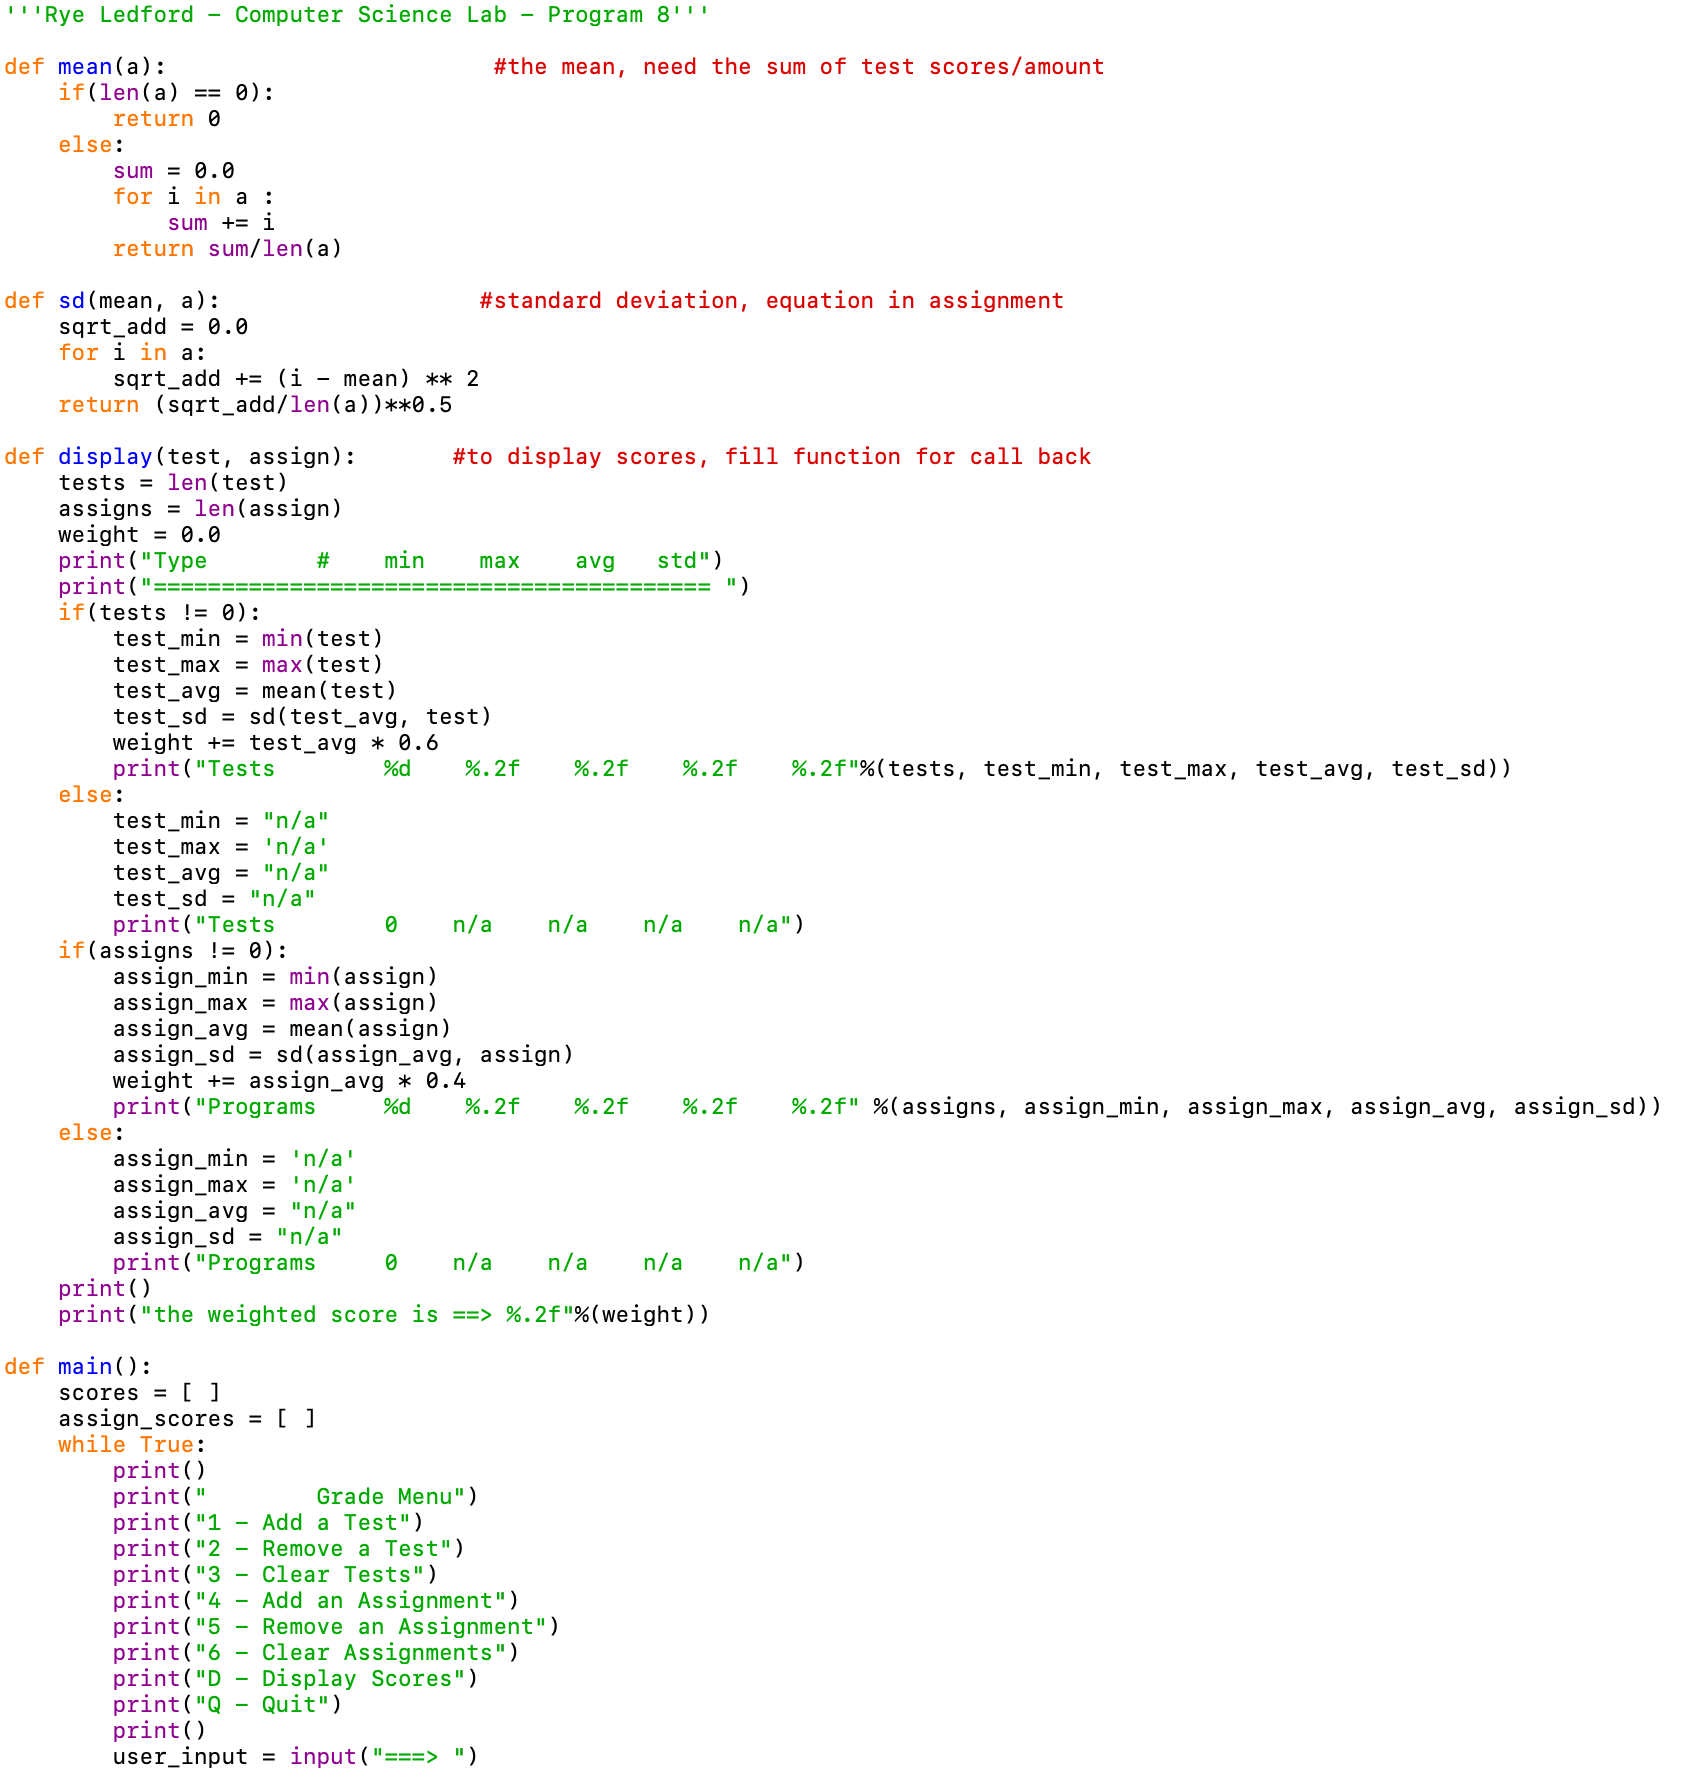 '''Rye Ledford – Computer Science Lab – Program 8'''

def mean(a):                        #the mean, need the sum of test scores/amount
    if(len(a) == 0):
        return 0
    else:
        sum = 0.0
        for i in a :
            sum += i
        return sum/len(a)

def sd(mean, a):                   #standard deviation, equation in assignment
    sqrt_add = 0.0
    for i in a:
        sqrt_add += (i - mean) ** 2
    return (sqrt_add/len(a))**0.5

def display(test, assign):       #to display scores, fill function for call back
    tests = len(test)
    assigns = len(assign)
    weight = 0.0
    print("Type        #    min    max    avg   std")
    print("========================================= ")
    if(tests != 0):
        test_min = min(test)
        test_max = max(test)
        test_avg = mean(test)
        test_sd = sd(test_avg, test)
        weight += test_avg * 0.6
        print("Tests        %d    %.2f    %.2f    %.2f    %.2f"%(tests, test_min, test_max, test_avg, test_sd))
    else:
        test_min = "n/a"
        test_max = 'n/a'
        test_avg = "n/a"
        test_sd = "n/a"
        print("Tests        0    n/a    n/a    n/a    n/a")
    if(assigns != 0):
        assign_min = min(assign)
        assign_max = max(assign)
        assign_avg = mean(assign)
        assign_sd = sd(assign_avg, assign)
        weight += assign_avg * 0.4
        print("Programs     %d    %.2f    %.2f    %.2f    %.2f" %(assigns, assign_min, assign_max, assign_avg, assign_sd))
    else:
        assign_min = 'n/a'
        assign_max = 'n/a'
        assign_avg = "n/a"
        assign_sd = "n/a"
        print("Programs     0    n/a    n/a    n/a    n/a")
    print()
    print("the weighted score is ==> %.2f"%(weight))

def main():
    scores = [ ]
    assign_scores = [ ]
    while True:
        print()
        print("        Grade Menu")
        print("1 - Add a Test")
        print("2 - Remove a Test")
        print("3 - Clear Tests")
        print("4 - Add an Assignment")
        print("5 - Remove an Assignment")
        print("6 - Clear Assignments")
        print("D - Display Scores")
        print("Q - Quit")
        print()
        user_input = input("===> ")